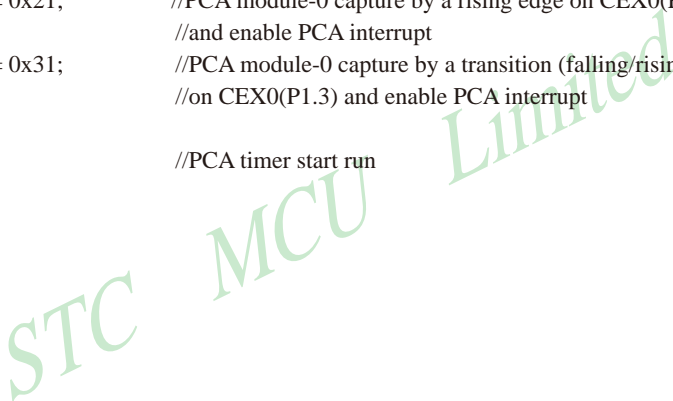 = 0x21; //PCA module-0 capture by a rising edge on CEX0(P
//and enable PCA interrupt
= 0x31; //PCA module-0 capture by a transition (falling/risin
//on CEX0(P1.3) and enable PCA interrupt
//PCA timer start run
STC MCU Limited